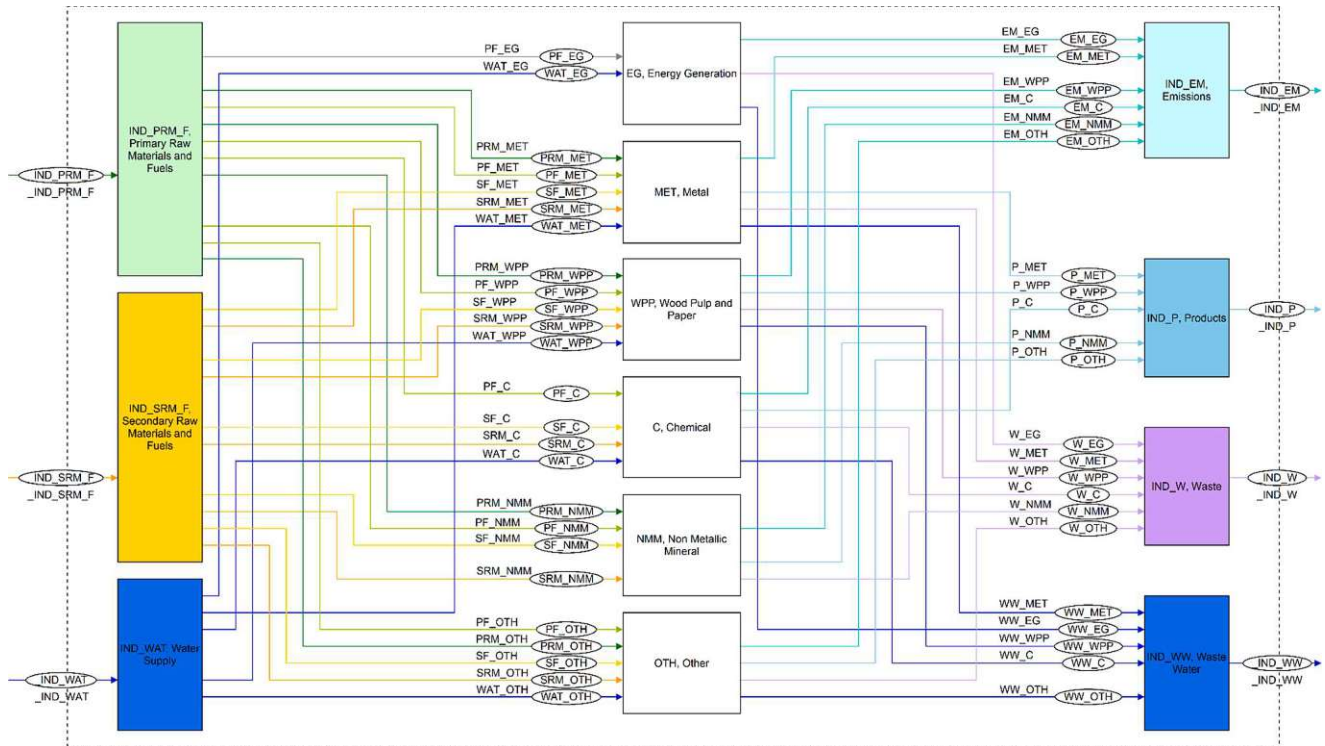 IND_PRM_F
_IND_PRM_F
IND_SRM_F
_IND_SRM_F
IND_WAT
_IND_WAT
IND_PRM_F,
Primary Raw
Materials and
Fuels
IND_SRM_F,
Secondary Raw
Materials and
Fuels
IND_WAT, Water
Supply
PF_EG PF_EG
WAT_EG WAT_EG
PRM_MET PRM_MET
PF_MET PF_MET
SF_MET SF_MET
SRM_MET SRM_MET
WAT_MET WAT_MET
PRM_WPP PRM_WPP
PF_WPP PF_WPP
SF_WPP SF_WPP
SRM_WPP SRM_WPP
WAT_WPP WAT_WPP
PF_C PF_C
SF_C SF_C
SRM_C SRM_C
WAT_C WAT_C
PRM_NMM PRM_NMM
PF_NMM PF_NMM
SF_NMM SF_NMM
SRM_NMM SRM_NMM
PF_OTH PF_OTH
PRM_OTH PRM_OTH
SF_OTH SF_OTH
SRM_OTH SRM_OTH
WAT_OTH WAT_OTH
EG, Energy Generation
MET, Metal
WPP, Wood Pulp and
Paper
C, Chemical
NMM, Non Metallic
Mineral
OTH, Other
EM_EG EM_EG
EM_MET EM_MET
EM_WPP EM_WPP
EM_C EM_C
EM_NMM EM_NMM
EM_OTH EM_OTH
P_MET P_MET
P_WPP P_WPP
P_C P_C
P_NMM P_NMM
P_OTH P_OTH
W_EG W_EG
W_MET W_MET
W_WPP W_WPP
W_C W_C
W_NMM W_NMM
W_OTH W_OTH
WW_MET WW_MET
WW_EG WW_EG
WW_WPP WW_WPP
WW_C WW_C
WW_OTH WW_OTH
IND_EM,
Emissions
IND_P, Products
IND_W, Waste
IND_WW, Waste
Water
IND_EM
_IND_EM
IND_P
_IND_P
IND_W
_IND_W
IND_WW
_IND_WW